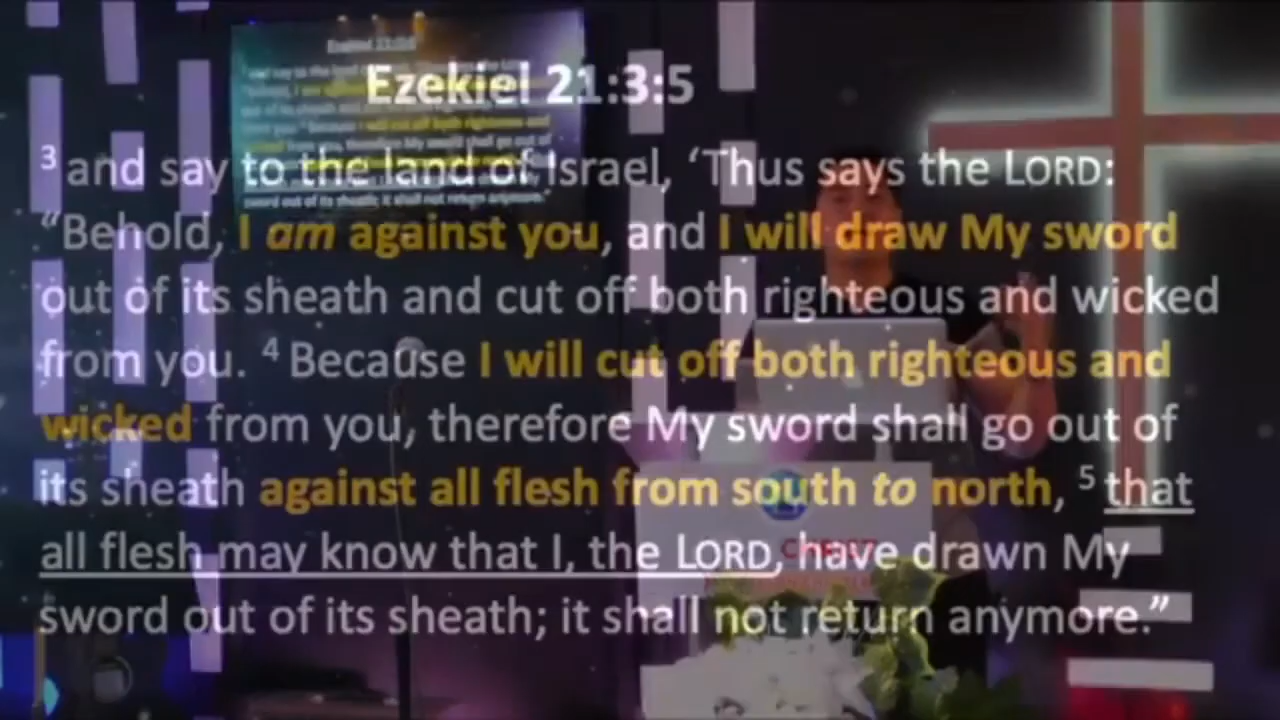 Ezekiel 21:3:5
3 and say to the land of Israel, ‘Thus says the LORD:
“Behold, I am against you, and I will draw My sword
out of its sheath and cut off both righteous and wicked
from you. 4 Because I will cut off both righteous and
wicked from you, therefore My sword shall go out of
its sheath against all flesh from south to north, 5 that
all flesh may know that I, the LORD, have drawn My
sword out of its sheath; it shall not return anymore.”
CHRIST